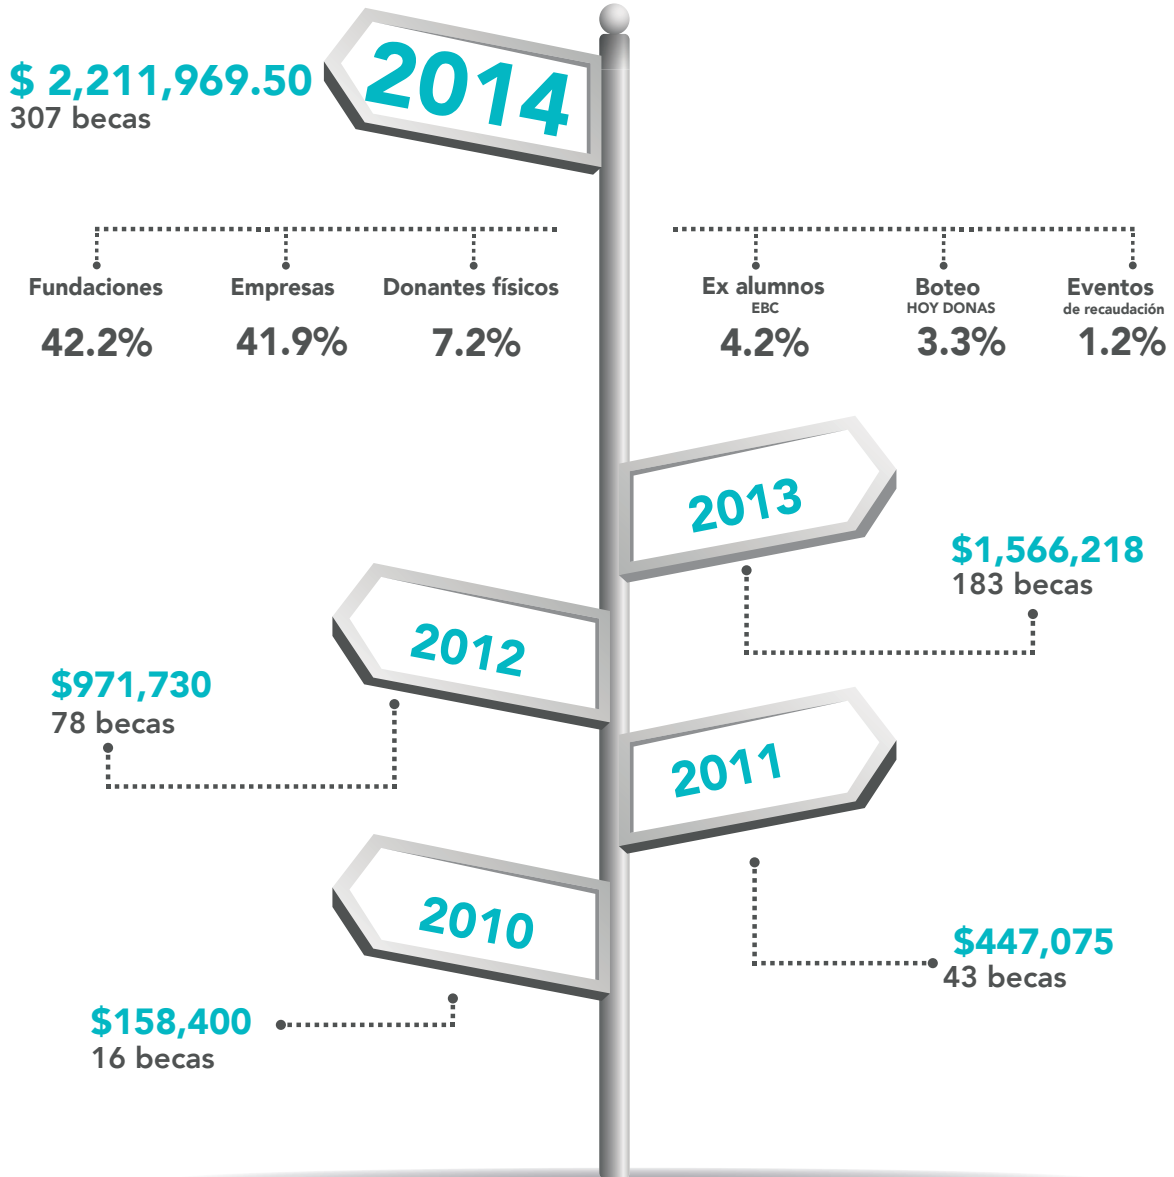 2014
$ 2,211,969.50
307 becas
Fundaciones
42.2%
Empresas
41.9%
Donantes físicos
7.2%
Ex alumnos
EBC
4.2%
Boteo
HOY DONAS
3.3%
Eventos
de recaudación
1.2%
2013
$1,566,218
183 becas
2012
$971,730
78 becas
2011
$447,075
43 becas
2010
$158,400
16 becas